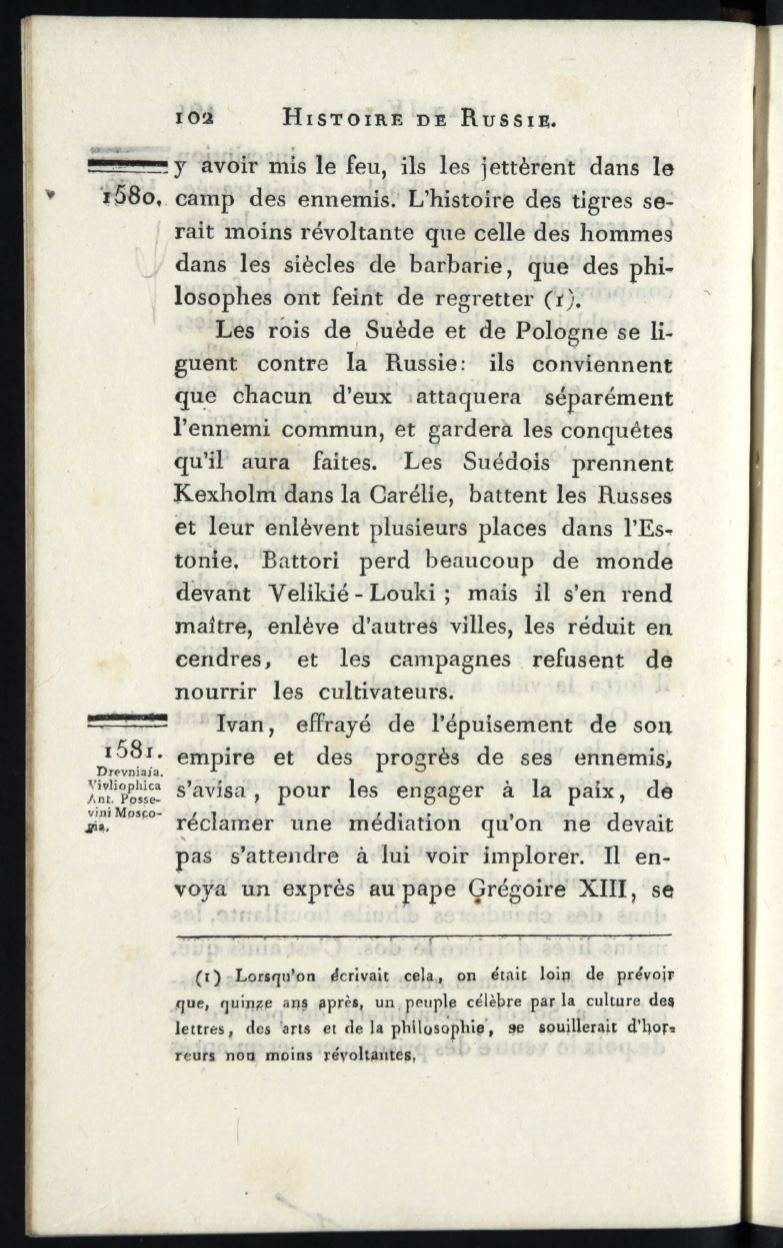 102 HISTOIRE DE RUSSIE.
y avoir mis le feu, ils les jettèrent dans le
1580. camp des ennemis. L'histoire des tigres se-
rait moins révoltante que celle des hommes
dans les siècles de barbarie, que des phi-
losophes ont feint de regretter (1).
Les rois de Suède et de Pologne se li-
guent contre la Russie: ils conviennent
que chacun d'eux attaquera séparément
l'ennemi commun, et gardera les conquêtes
qu'il aura faites. Les Suédois prennent
Kexholm dans la Carélie, battent les Russes
et leur enlèvent plusieurs places dans l'Es-
tonie. Battori perd beaucoup de monde
devant Velikié-Louki ; mais il s'en rend
maître, enlève d'autres villes, les réduit en
cendres, et les campagnes refusent de
nourrir les cultivateurs.
Ivan, effrayé de l'épuisement de son
1581. empire et des progrès de ses ennemis,
s'avisa, pour les engager à la paix, de
réclamer une médiation qu'on ne devait
pas s'attendre à lui voir implorer. Il en-
voya un exprès au pape Grégoire XIII, se
Drevniaïa.
Vivliophica
Ant. Posse-
vini Mosco-
via.
(1) Lorsqu'on écrivait cela, on était loin de prévoir
que, quinze ans après, un peuple célèbre par la culture des
lettres, des arts et de la philosophie, se souillerait d'hor-
reurs non moins révoltantes.